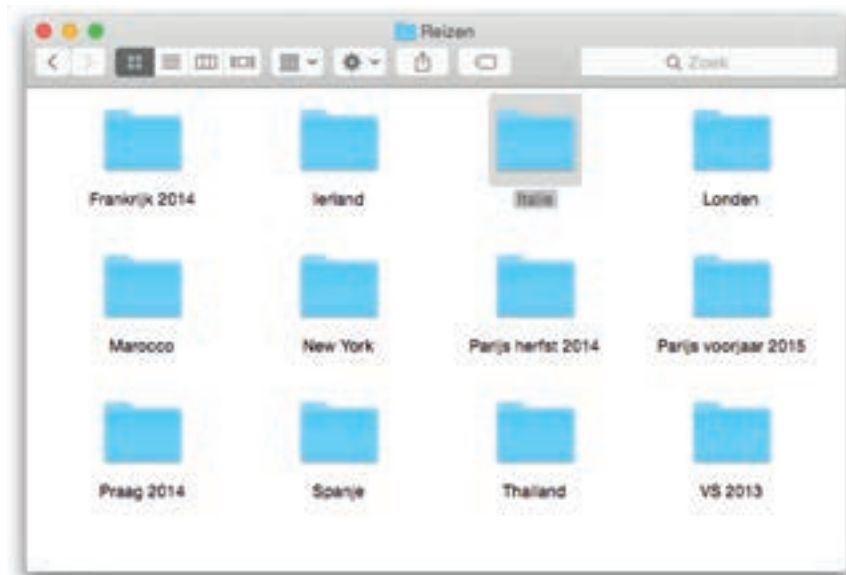 Reizen
Zoek
Frankrijk 2014 Ierland Italië Londen
Marocco New York Parijs herfst 2014 Parijs voorjaar 2015
Praag 2014 Spanje Thailand VS 2013